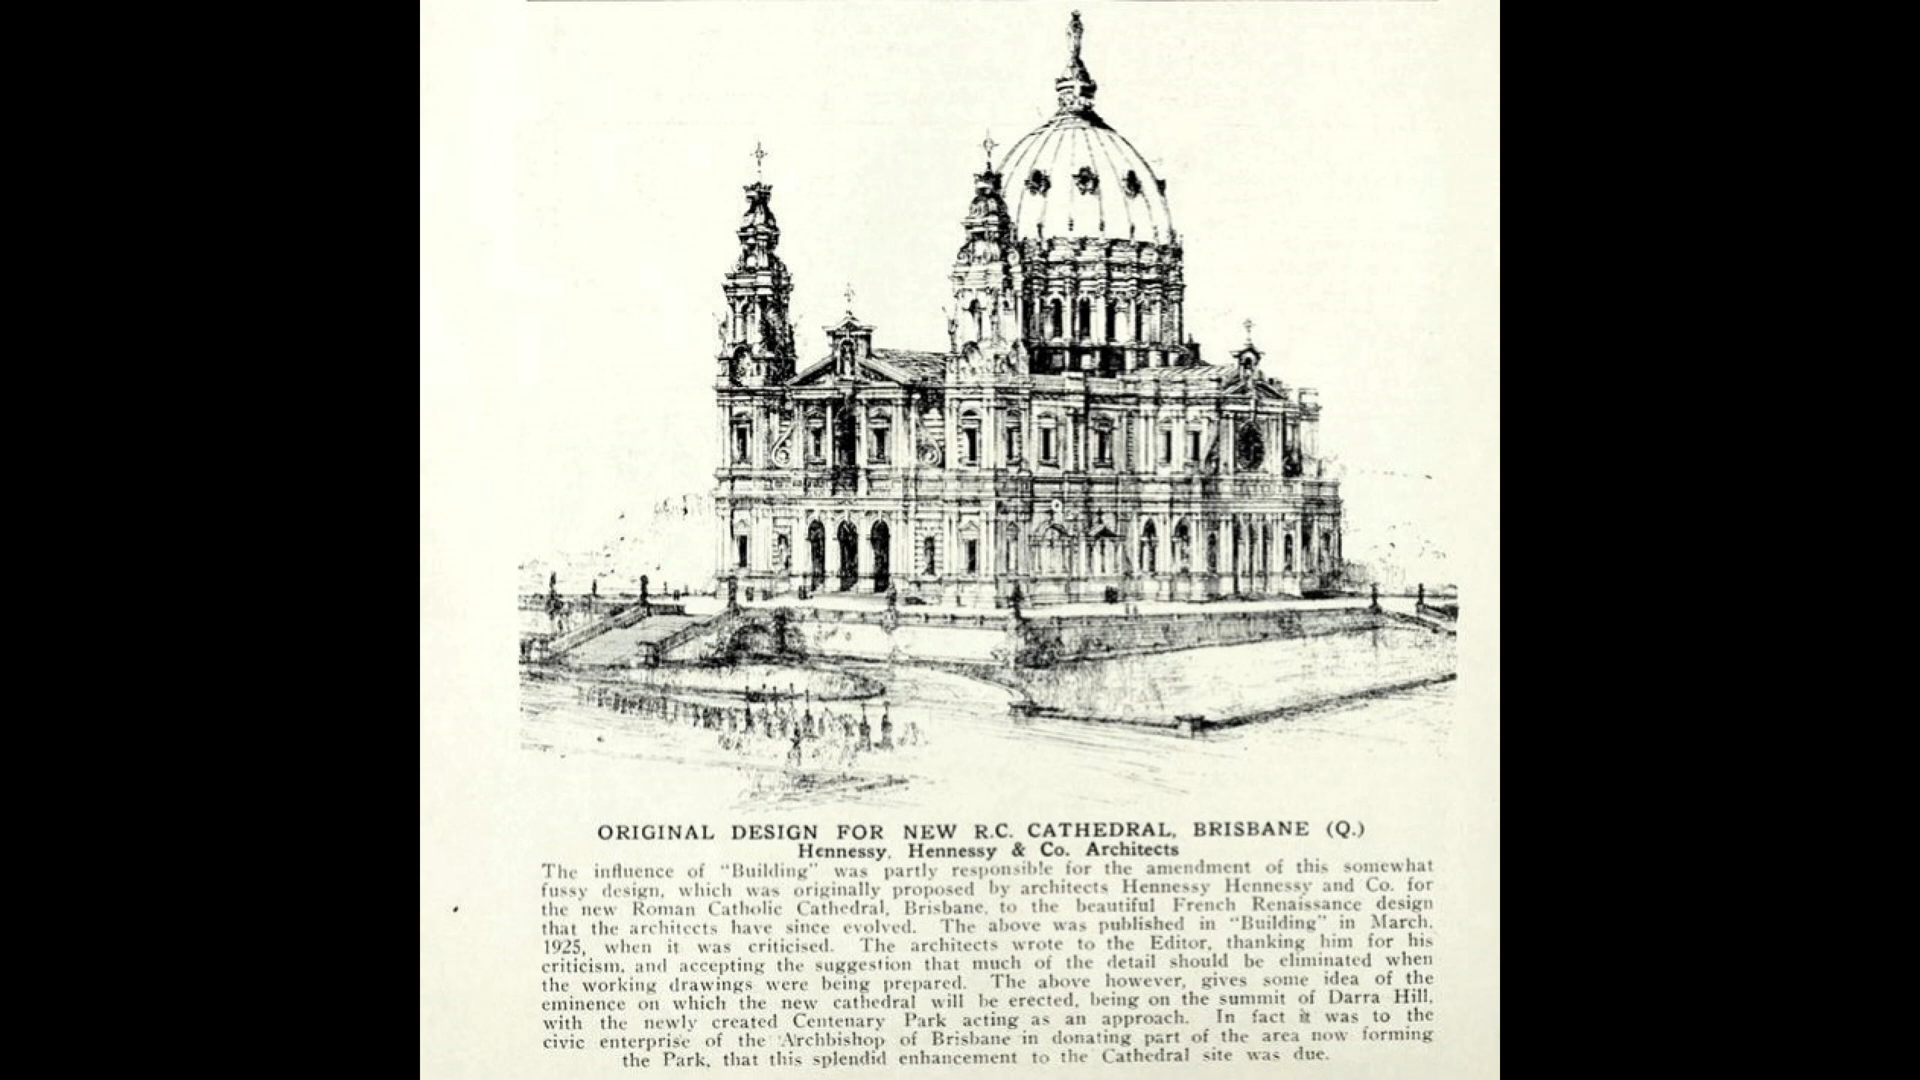 ORIGINAL DESIGN FOR NEW R.C. CATHEDRAL, BRISBANE (Q.)
Hennessy, Hennessy & Co. Architects
The influence of "Building" was partly responsible for the amendment of this somewhat
fussy design, which was originally proposed by architects Hennessy Hennessy and Co. for
the new Roman Catholic Cathedral, Brisbane, to the beautiful French Renaissance design
that the architects have since evolved. The above was published in "Building" in March,
1925, when it was criticised. The architects wrote to the Editor, thanking him for his
criticism, and accepting the suggestion that much of the detail should be eliminated when
the working drawings were being prepared. The above however, gives some idea of the
eminence on which the new cathedral will be erected, being on the summit of Darra Hill,
with the newly created Centenary Park acting as an approach. In fact it was to the
civic enterprise of the Archbishop of Brisbane in donating part of the area now forming
the Park, that this splendid enhancement to the Cathedral site was due.